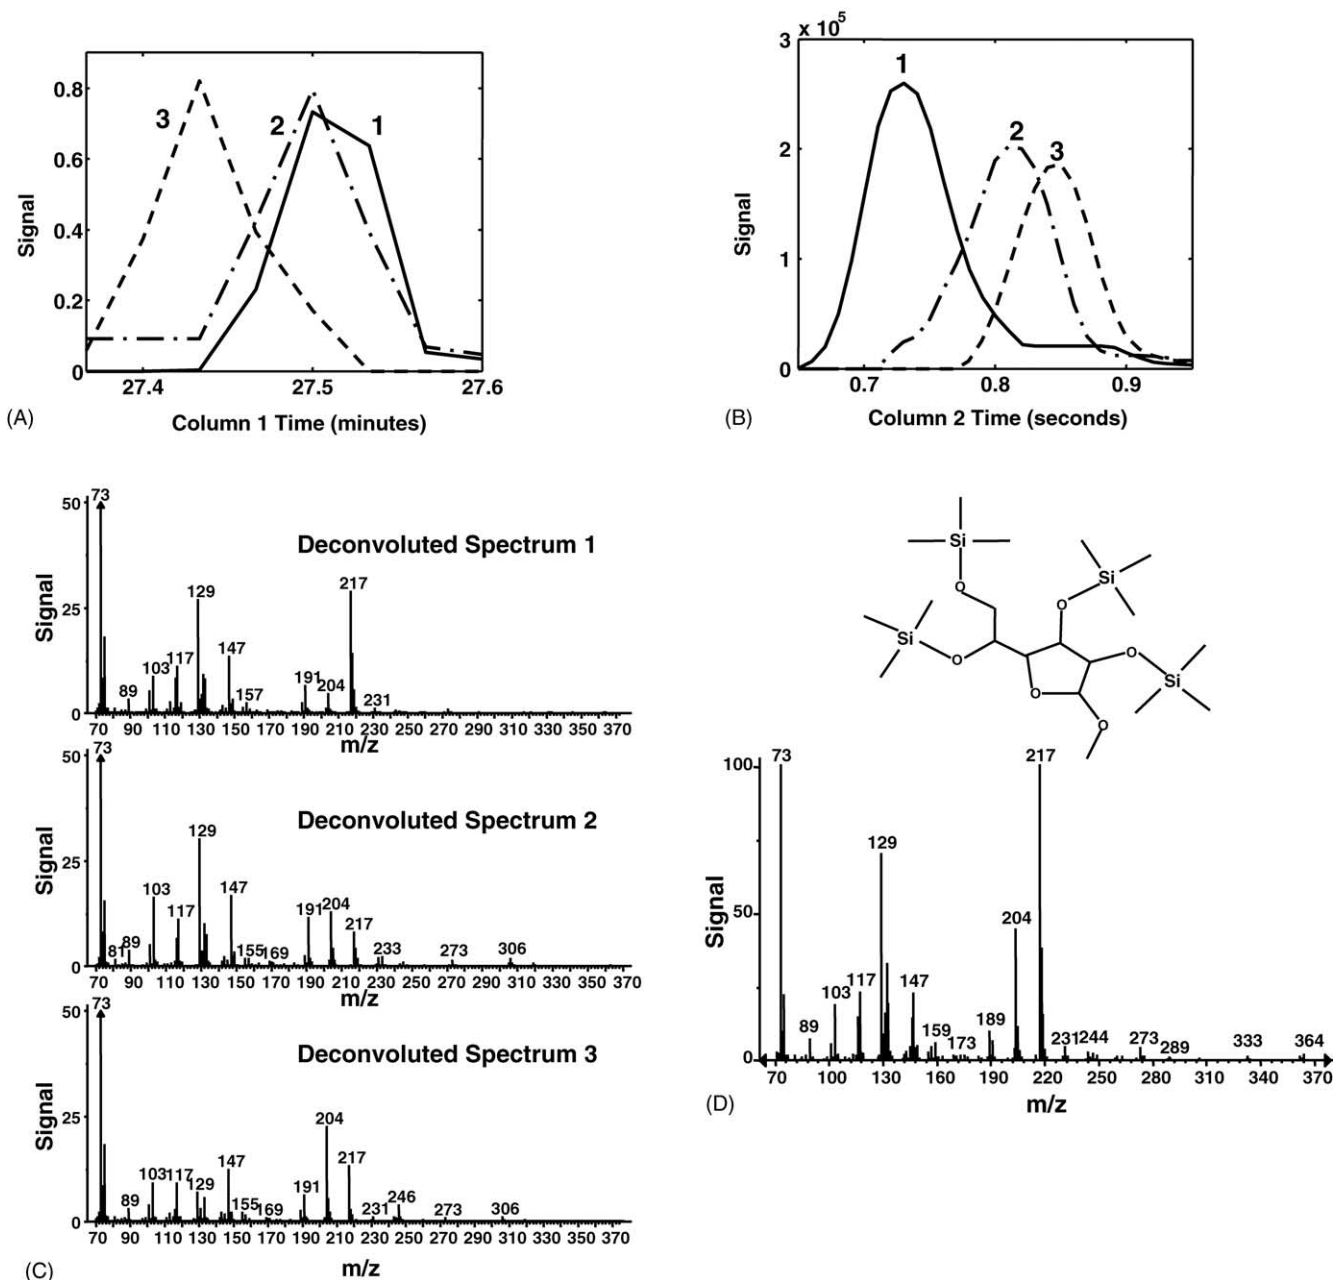 (A)
Signal
0.8
0.6
0.4
0.2
0
3
2
1
27.4 27.5 27.6
Column 1 Time (minutes)
(B)
x 10^5
Signal
3
2
1
0
1
2
3
0.7 0.8 0.9
Column 2 Time (seconds)
Deconvoluted Spectrum 1
Signal
50
25
0
73
89
103
117
129
147
157
191
204
217
231
70 90 110 130 150 170 190 210 230 250 270 290 310 330 350 370
m/z
Deconvoluted Spectrum 2
Signal
50
25
0
73
81
89
103
117
129
147
155
169
191
204
217
233
273
306
70 90 110 130 150 170 190 210 230 250 270 290 310 330 350 370
m/z
Deconvoluted Spectrum 3
Signal
50
25
0
73
89
103
117
129
147
155
169
191
204
217
231
246
273
306
70 90 110 130 150 170 190 210 230 250 270 290 310 330 350 370
m/z
(C)
Si
O
Si
O
Si
O
O
Si
O
O
Signal
100
50
0
73
89
103
117
129
147
159
173
189
204
217
231
244
273
289
333
364
70 100 130 160 190 220 250 280 310 340 370
m/z
(D)